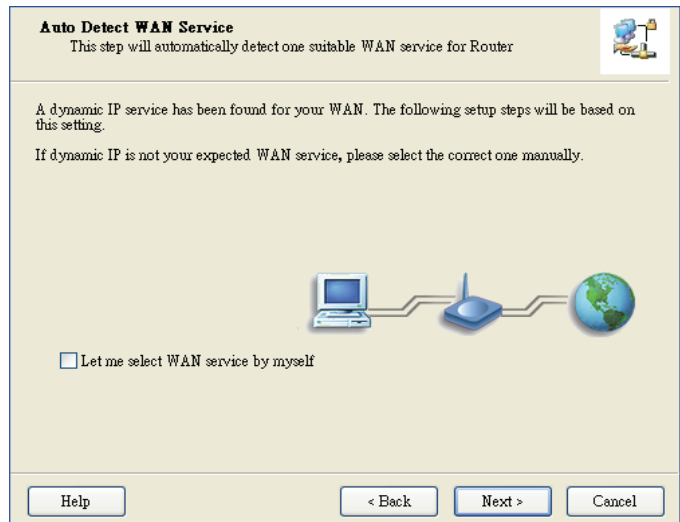 Auto Detect WAN Service
This step will automatically detect one suitable WAN service for Router
A dynamic IP service has been found for your WAN. The following setup steps will be based on
this setting.
If dynamic IP is not your expected WAN service, please select the correct one manually.
Let me select WAN service by myself
Help
< Back
Next >
Cancel